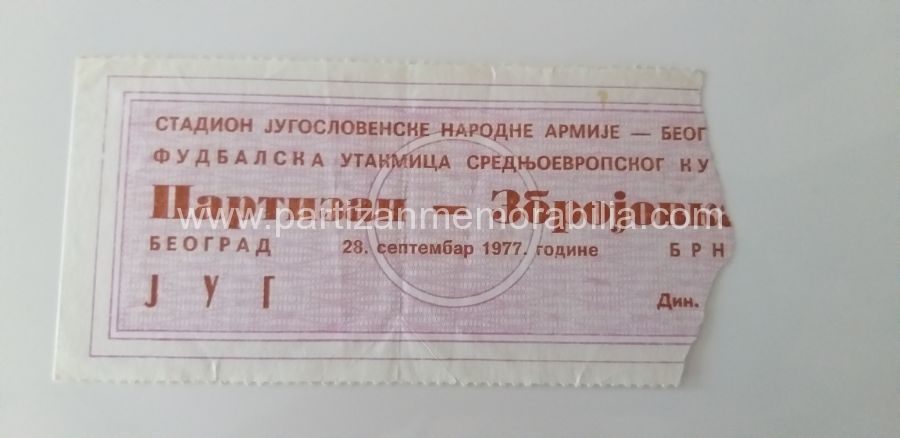 СТАДИОН ЈУГОСЛОВЕНСКЕ НАРОДНЕ АРМИЈЕ — БЕОГ
ФУДБАЛСКА УТАКМИЦА СРЕДЊОЕВРОПСКОГ КУ
Партизан — Збројовка
www.partizanmemorabilia.com
БЕОГРАД 28. септембар 1977. године БРН
ЈУГ Дин.